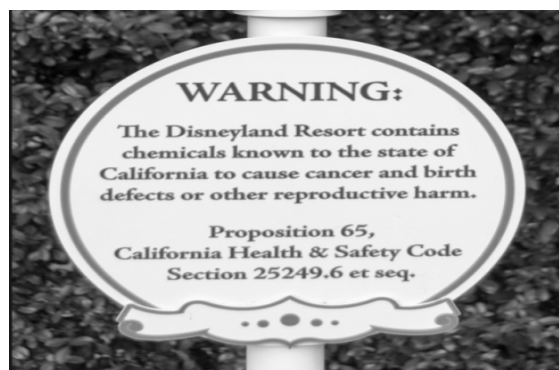 WARNING:
The Disneyland Resort contains
chemicals known to the state of
California to cause cancer and birth
defects or other reproductive harm.
Proposition 65,
California Health & Safety Code
Section 25249.6 et seq.